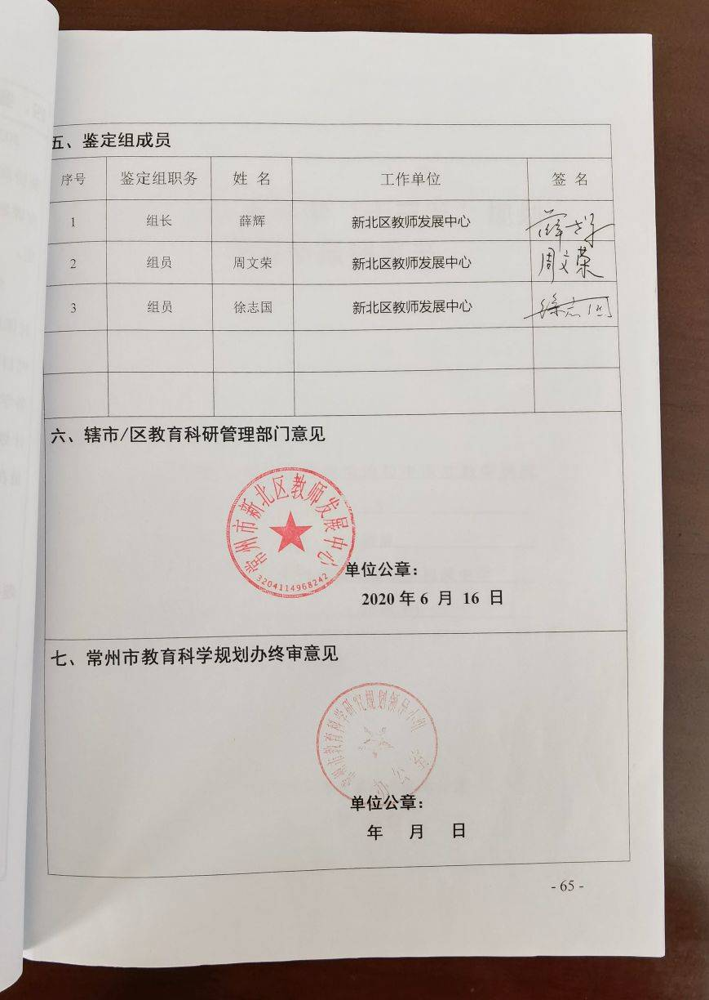 五、鉴定组成员
序号 鉴定组职务 姓 名 工作单位 签 名
1 组长 薛辉 新北区教师发展中心 薛辉
2 组员 周文荣 新北区教师发展中心 周文荣
3 组员 徐志国 新北区教师发展中心 徐志国
六、辖市/区教育科研管理部门意见
常州市新北区教师发展中心
3204114968242
单位公章:
2020 年 6 月 16 日
七、常州市教育科学规划办终审意见
常州市教育科学研究规划领导小组
办公室
单位公章:
年 月 日
- 65 -